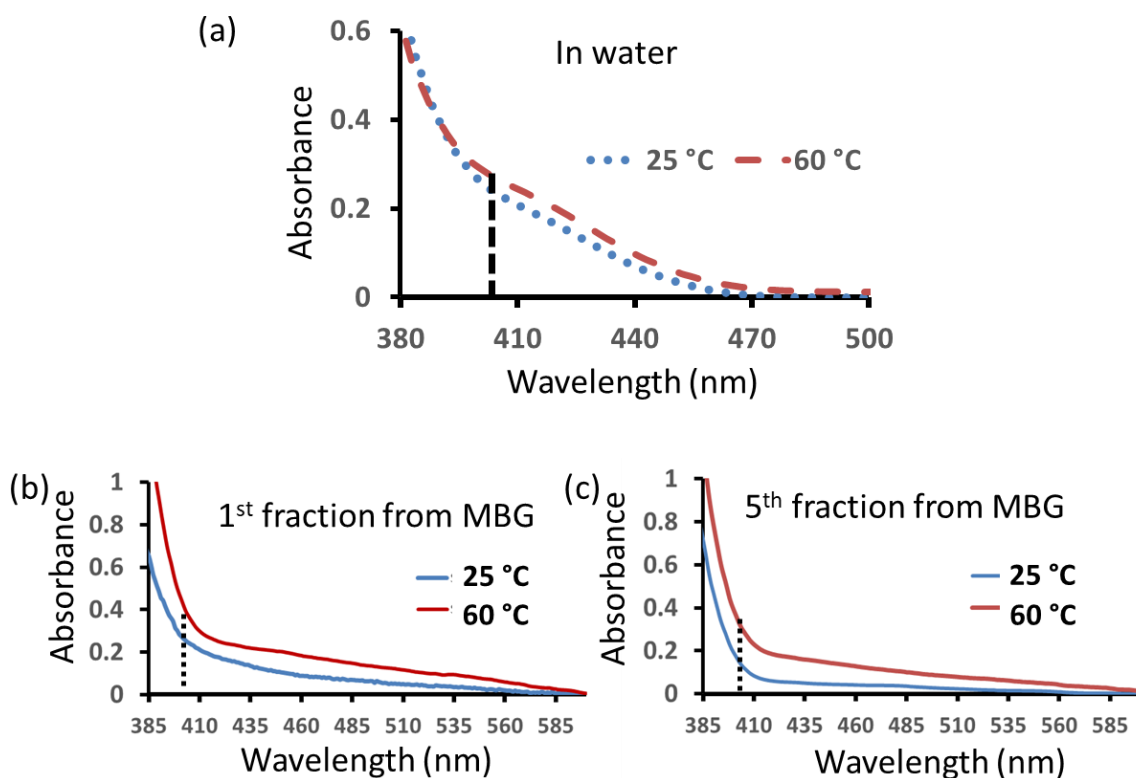 (a)
In water
0.6
0.4
0.2
0
Absorbance
25 °C
60 °C
380 410 440 470 500
Wavelength (nm)
(b)
1st fraction from MBG
1
0.8
0.6
0.4
0.2
0
Absorbance
25 °C
60 °C
385 410 435 460 485 510 535 560 585
Wavelength (nm)
(c)
5th fraction from MBG
1
0.8
0.6
0.4
0.2
0
Absorbance
25 °C
60 °C
385 410 435 460 485 510 535 560 585
Wavelength (nm)